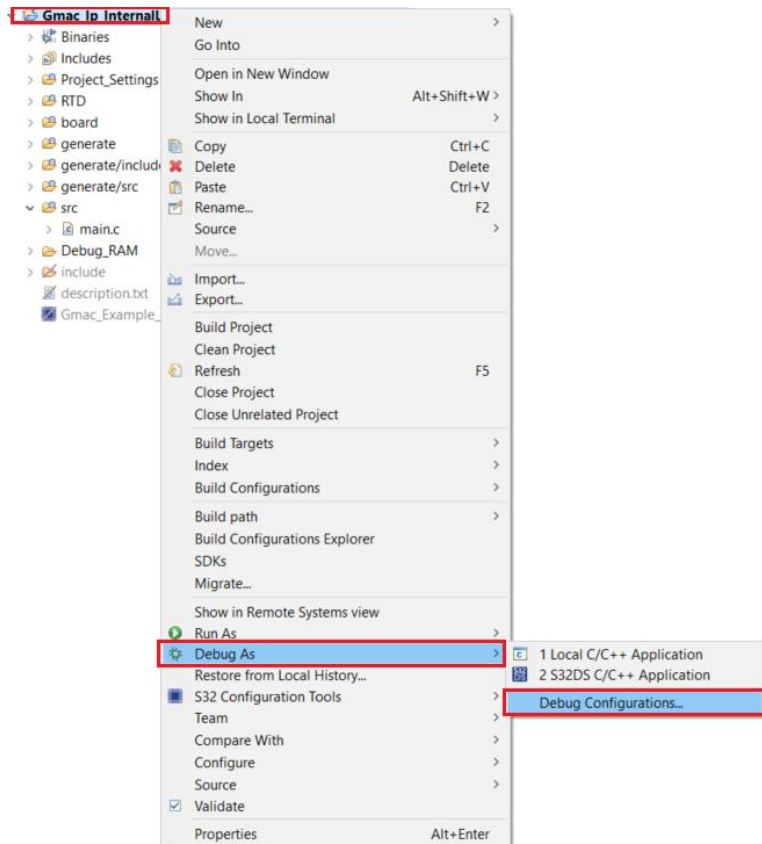 Gmac_Ip_InternalL
Binaries
Includes
Project_Settings
RTD
board
generate
generate/includ
generate/src
src
main.c
Debug_RAM
include
description.txt
Gmac_Example_
New
Go Into
Open in New Window
Show In Alt+Shift+W >
Show in Local Terminal
Copy Ctrl+C
Delete Delete
Paste Ctrl+V
Rename... F2
Source
Move...
Import...
Export...
Build Project
Clean Project
Refresh F5
Close Project
Close Unrelated Project
Build Targets
Index
Build Configurations
Build path
Build Configurations Explorer
SDKs
Migrate...
Show in Remote Systems view
Run As
Debug As
Restore from Local History...
S32 Configuration Tools
Team
Compare With
Configure
Source
Validate
Properties Alt+Enter
1 Local C/C++ Application
2 S32DS C/C++ Application
Debug Configurations...